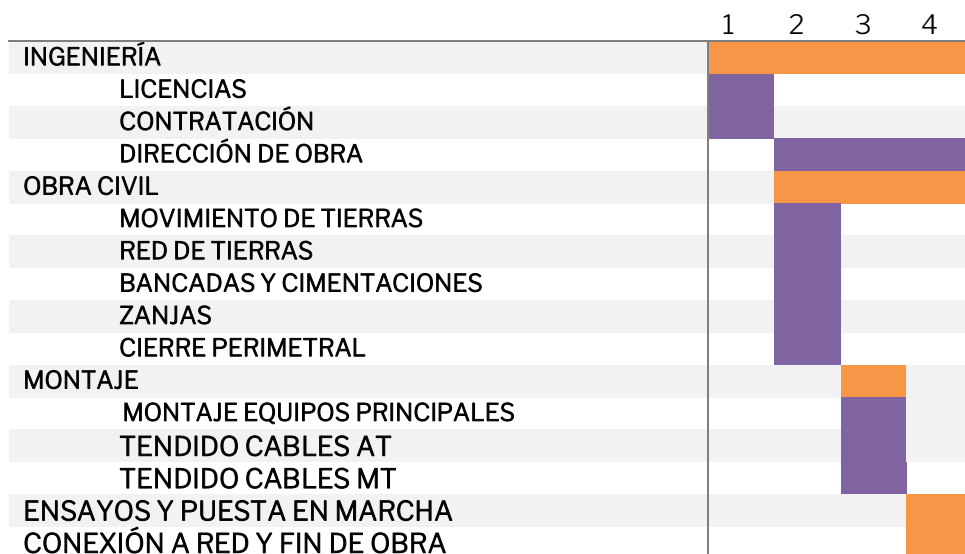 1 2 3 4
INGENIERÍA
LICENCIAS
CONTRATACIÓN
DIRECCIÓN DE OBRA
OBRA CIVIL
MOVIMIENTO DE TIERRAS
RED DE TIERRAS
BANCADAS Y CIMENTACIONES
ZANJAS
CIERRE PERIMETRAL
MONTAJE
MONTAJE EQUIPOS PRINCIPALES
TENDIDO CABLES AT
TENDIDO CABLES MT
ENSAYOS Y PUESTA EN MARCHA
CONEXIÓN A RED Y FIN DE OBRA